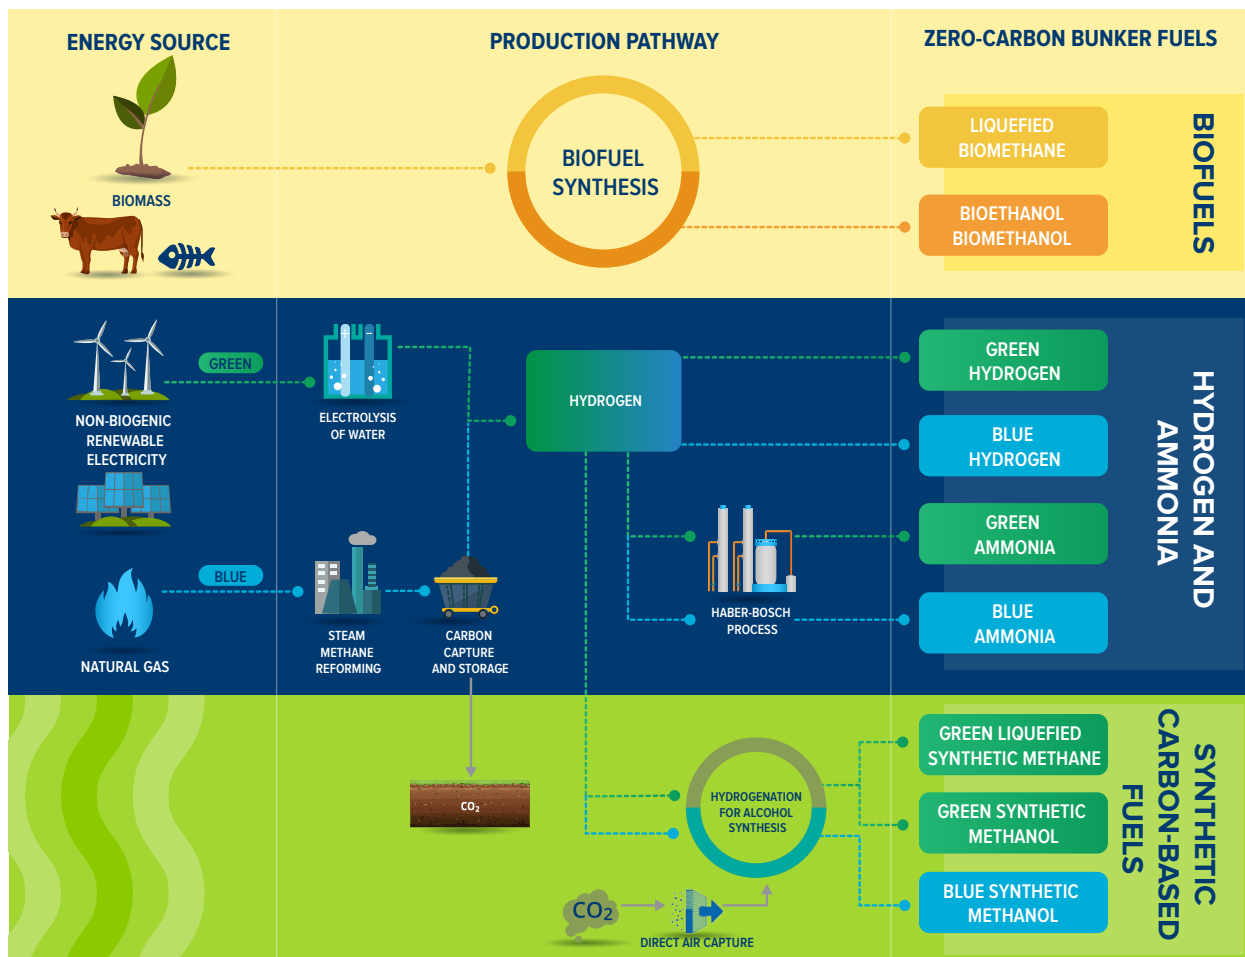 ENERGY SOURCE
PRODUCTION PATHWAY
ZERO-CARBON BUNKER FUELS
BIOMASS
BIOFUEL
SYNTHESIS
LIQUEFIED
BIOMETHANE
BIOETHANOL
BIOMETHANOL
BIOFUELS
GREEN
NON-BIOGENIC
RENEWABLE
ELECTRICITY
ELECTROLYSIS
OF WATER
HYDROGEN
GREEN
HYDROGEN
BLUE
HYDROGEN
GREEN
AMMONIA
BLUE
AMMONIA
HYDROGEN AND
AMMONIA
BLUE
NATURAL GAS
STEAM
METHANE
REFORMING
CARBON
CAPTURE
AND STORAGE
HABER-BOSCH
PROCESS
CO₂
HYDROGENATION
FOR ALCOHOL
SYNTHESIS
CO₂
DIRECT AIR CAPTURE
GREEN LIQUEFIED
SYNTHETIC METHANE
GREEN SYNTHETIC
METHANOL
BLUE SYNTHETIC
METHANOL
SYNTHETIC
CARBON-BASED
FUELS